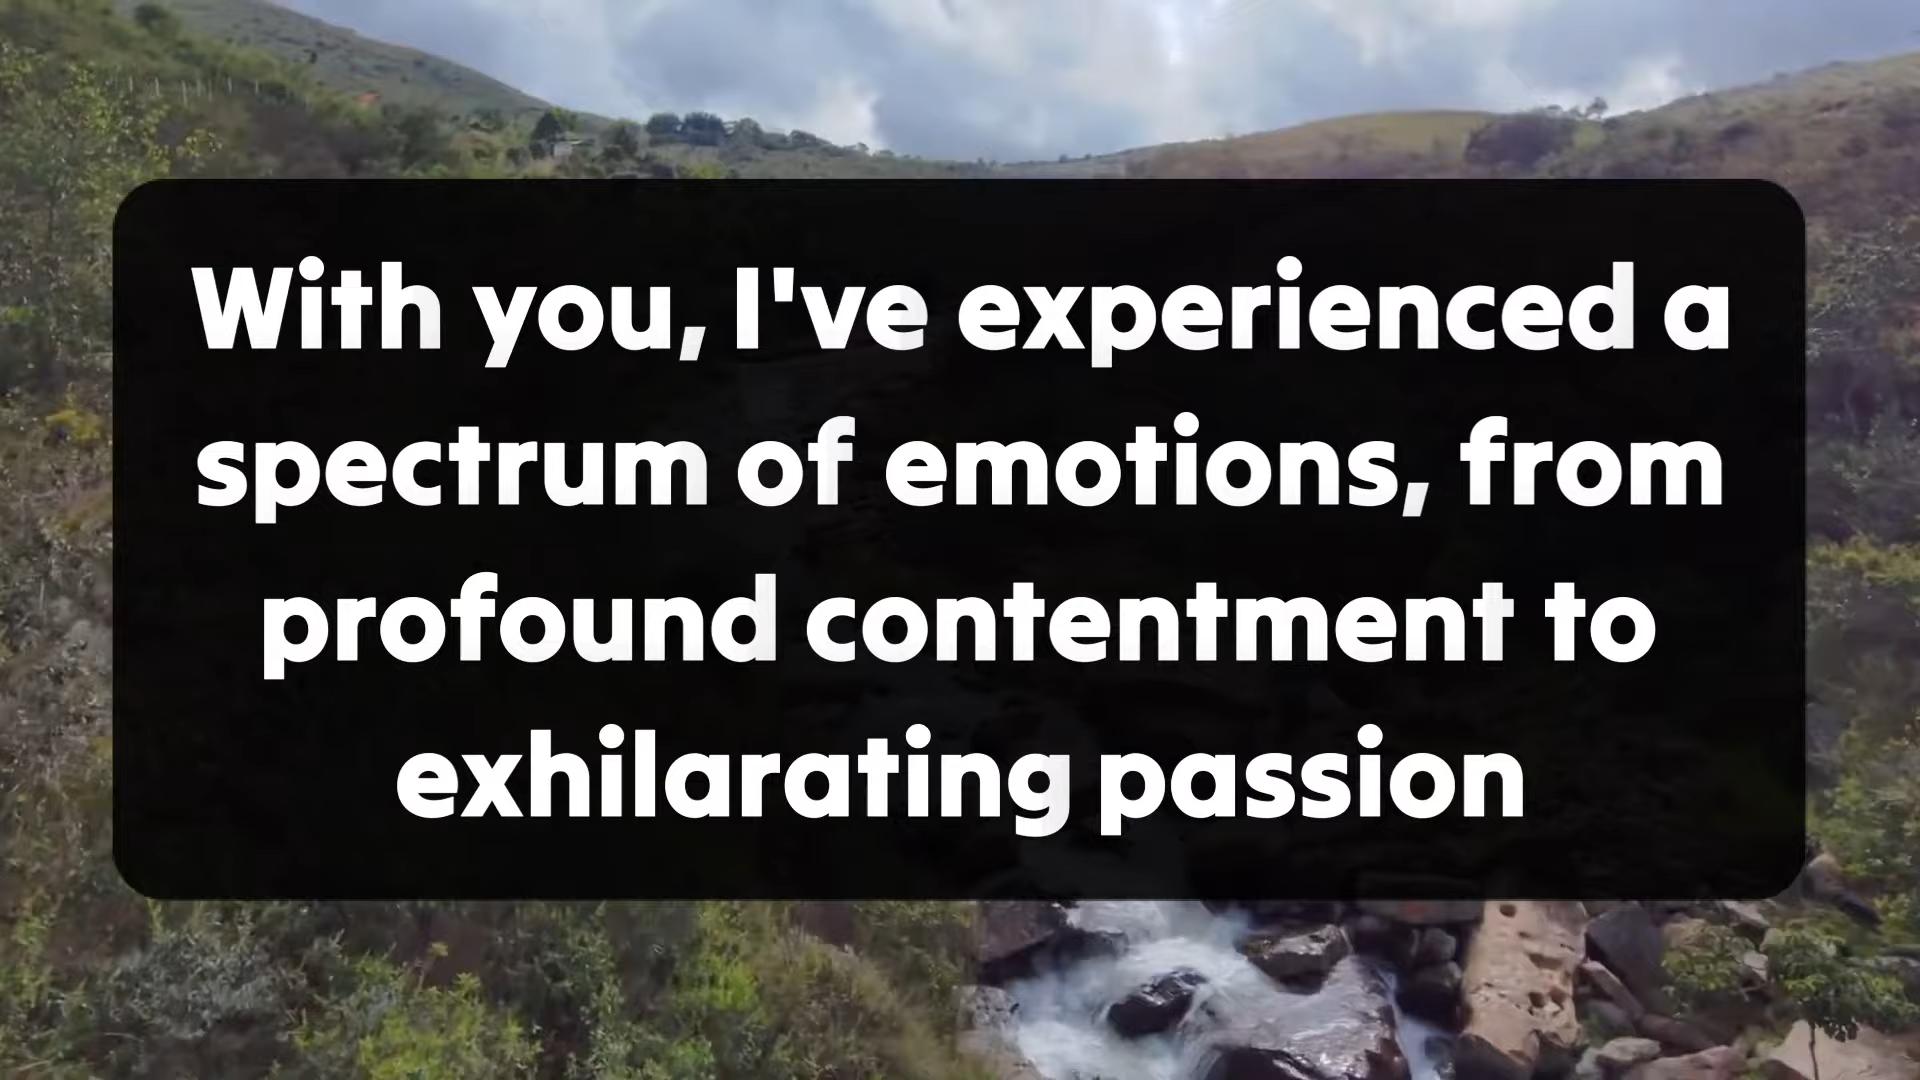 With you, I've experienced a
spectrum of emotions, from
profound contentment to
exhilarating passion